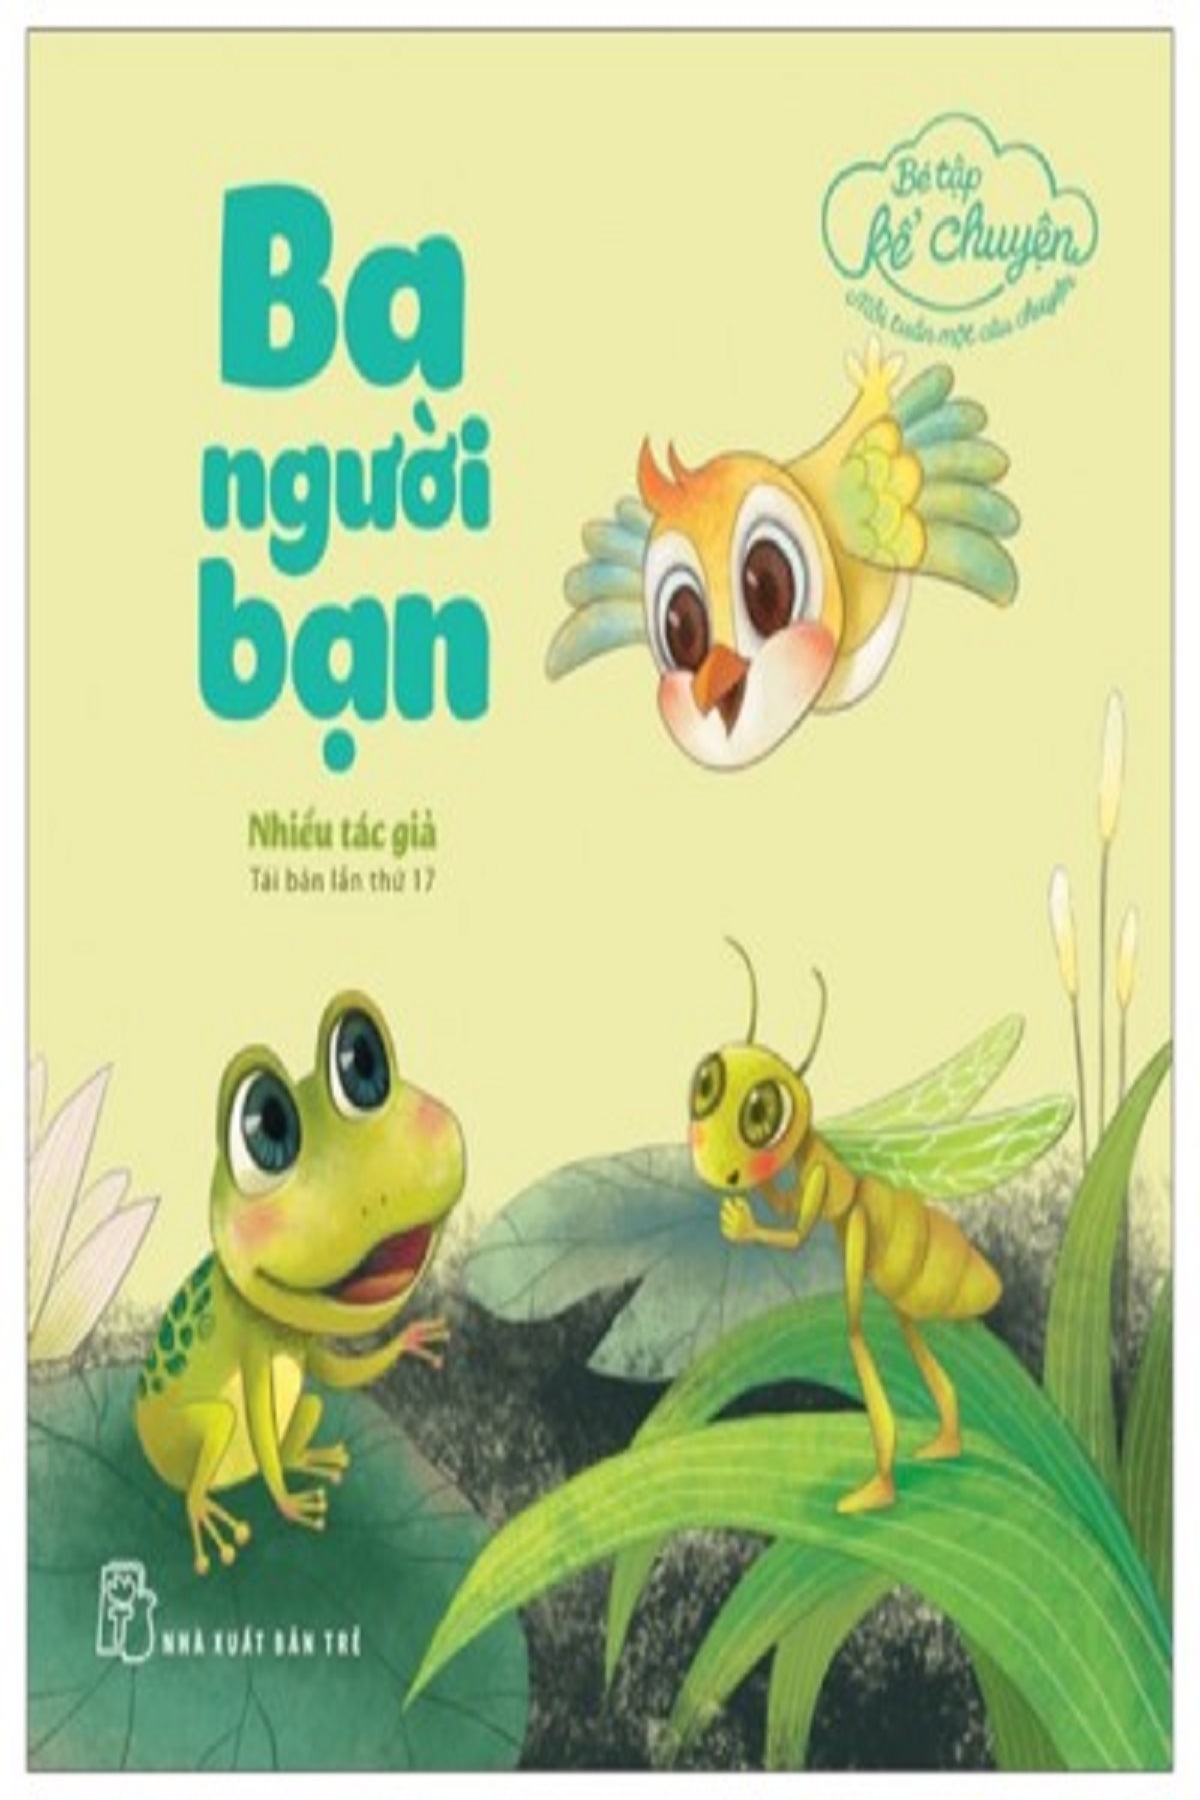 Bé tập
kể chuyện
Mỗi tuần một câu chuyện
Ba
người
bạn
Nhiều tác giả
Tái bản lần thứ 17
NHÀ XUẤT BẢN TRẺ